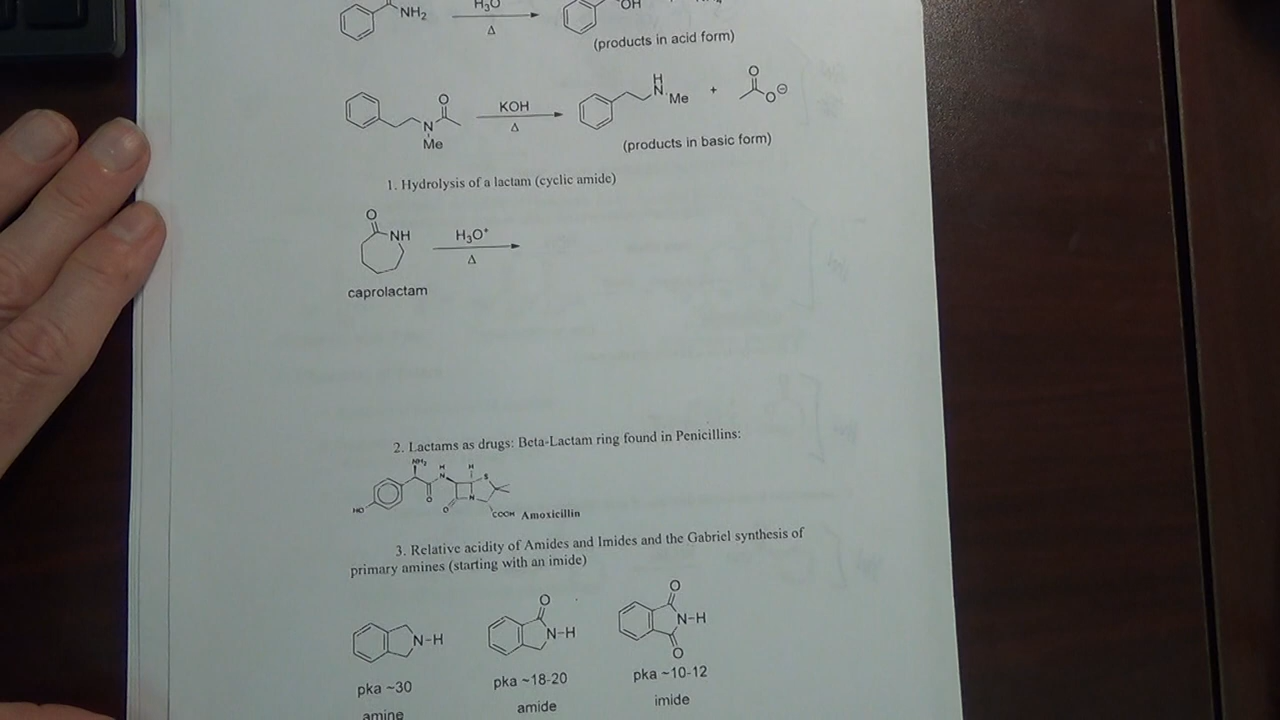 NH₂ H₃O Δ OH
(products in acid form)
O N Me KOH Δ H N Me + O O⊖
(products in basic form)
1. Hydrolysis of a lactam (cyclic amide)
O NH H₃O⁺ Δ
caprolactam
2. Lactams as drugs: Beta-Lactam ring found in Penicillins:
HO NH₂ O H N H S O N COOH Amoxicillin
3. Relative acidity of Amides and Imides and the Gabriel synthesis of
primary amines (starting with an imide)
N-H O N-H O N-H O
pka ~30 pka ~18-20 pka ~10-12
amine amide imide